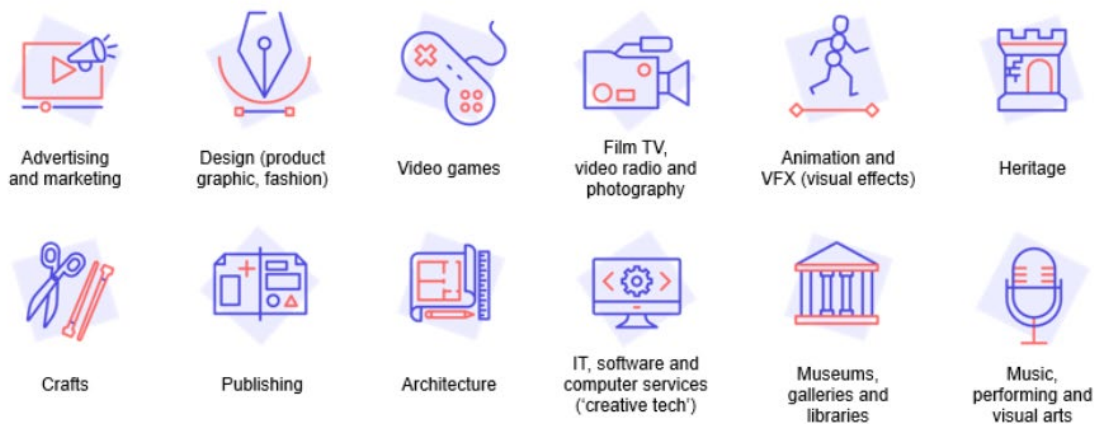 Advertising
and marketing
Design (product
graphic, fashion)
Video games
Film TV,
video radio and
photography
Animation and
VFX (visual effects)
Heritage
Crafts
Publishing
Architecture
IT, software and
computer services
(‘creative tech’)
Museums,
galleries and
libraries
Music,
performing and
visual arts